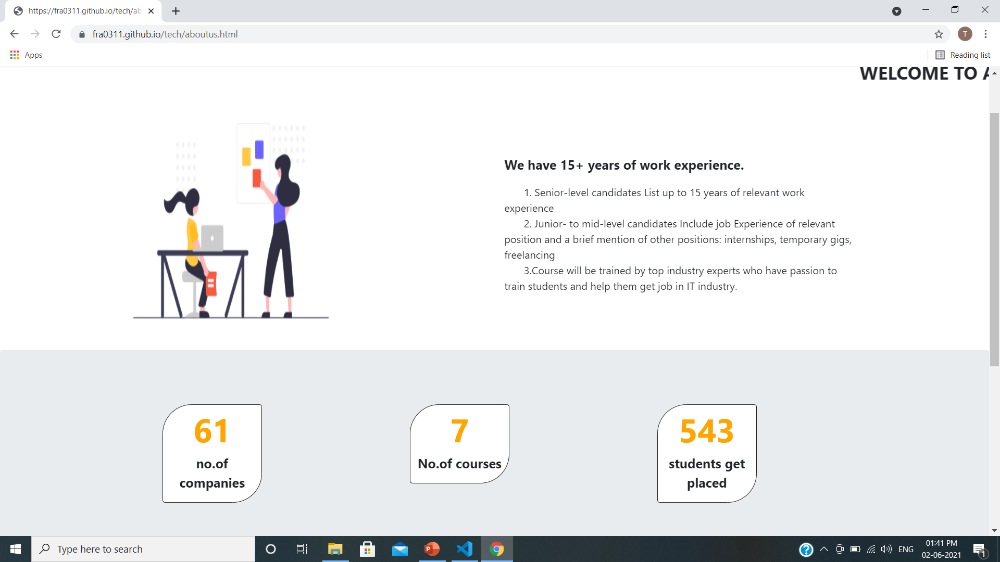 https://fra0311.github.io/tech/ab
fra0311.github.io/tech/aboutus.html
T
Apps
Reading list
WELCOME TO A
We have 15+ years of work experience.
1. Senior-level candidates List up to 15 years of relevant work
experience
2. Junior- to mid-level candidates Include job Experience of relevant
position and a brief mention of other positions: internships, temporary gigs,
freelancing
3.Course will be trained by top industry experts who have passion to
train students and help them get job in IT industry.
61
no.of
companies
7
No.of courses
543
students get
placed
Type here to search
P
ENG
01:41 PM
02-06-2021
1